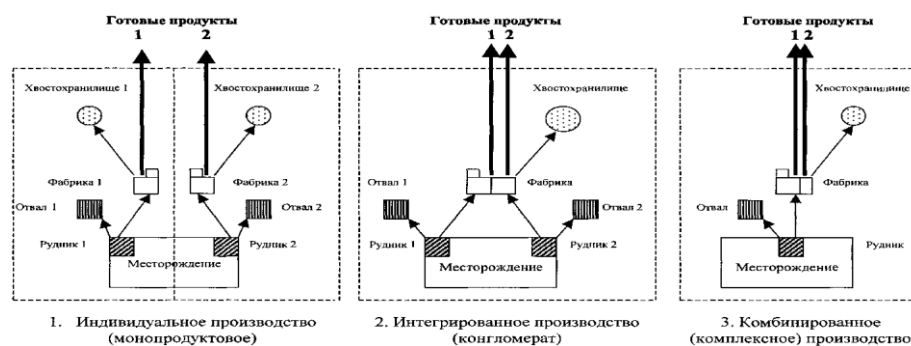 Готовые продукты
1 2
Хвостохранилище 1
Хвостохранилище 2
Фабрика 1
Фабрика 2
Отвал 1
Отвал 2
Рудник 1
Рудник 2
Месторождение
1. Индивидуальное производство
(монопродуктовое)
Готовые продукты
1 2
Хвостохранилище
Фабрика
Отвал 1
Отвал 2
Рудник 1
Рудник 2
Месторождение
2. Интегрированное производство
(конгломерат)
Готовые продукты
1 2
Хвостохранилище
Фабрика
Отвал
Рудник
Месторождение
3. Комбинированное
(комплексное) производство